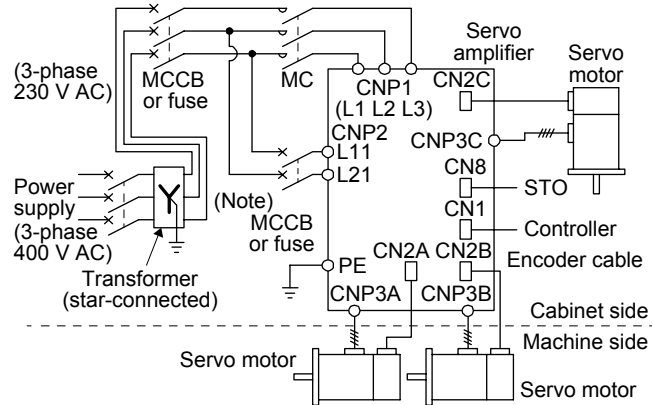 (3-phase
230 V AC)
MCCB
or fuse
MC
CNP1
(L1 L2 L3)
Servo
amplifier
CN2C
Servo
motor
CNP2
L11
L21
CNP3C
CN8
STO
CN1
Controller
Power
supply
(3-phase
400 V AC)
(Note)
MCCB
or fuse
Transformer
(star-connected)
PE
CN2A
CN2B
Encoder cable
CNP3A
CNP3B
Cabinet side
Machine side
Servo motor
Servo motor